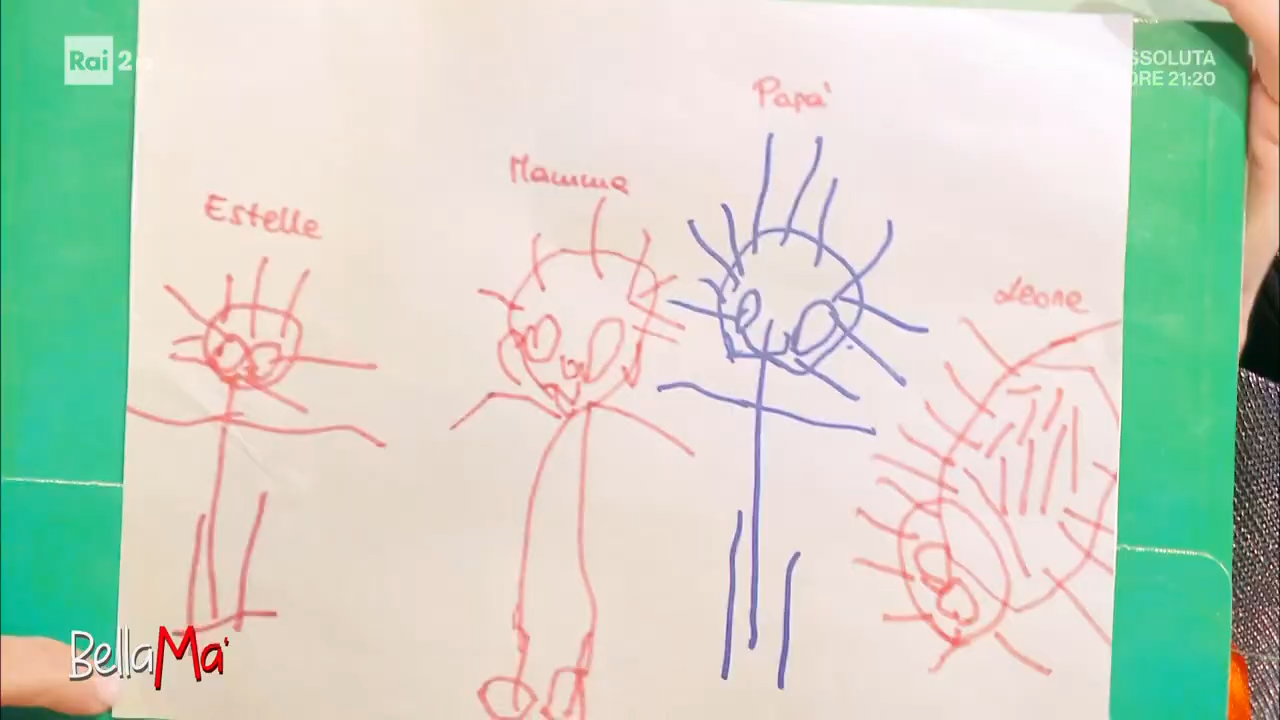 Rai 2
SSOLUTA
ORE 21:20
Papa'
Mamma
Estelle
Leone
BellaMa'